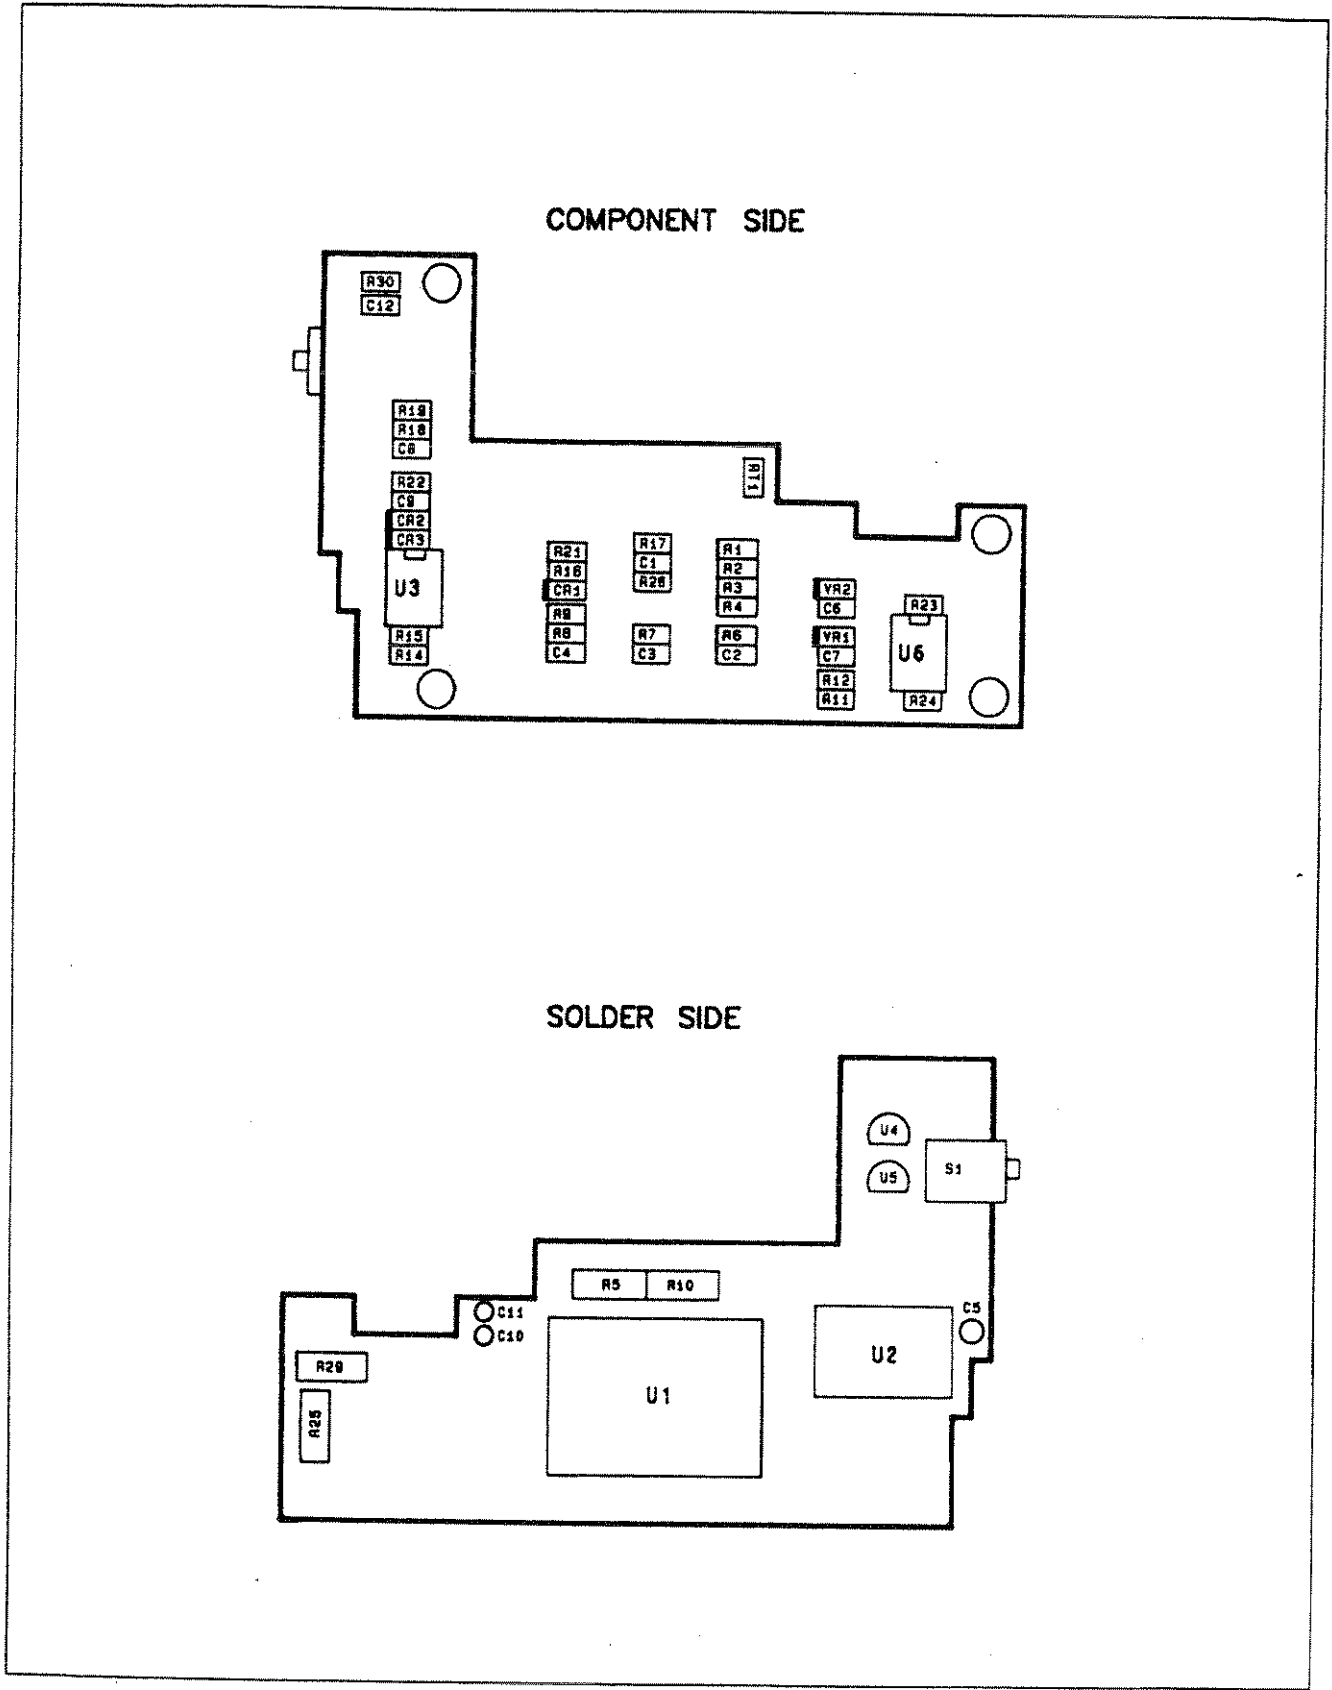 COMPONENT SIDE
R30
C12
R19
R18
C8
R22
C9
CR2
CR3
U3
R15
R14
R21
R16
CR1
R9
R8
C4
R17
C1
R28
R7
C3
RT1
R1
R2
R3
R4
R6
C2
VR2
C6
VR1
C7
R12
R11
R23
U6
R24
SOLDER SIDE
U4
U5
S1
R5 R10
C11
C10
C5
R29
R25
U1
U2